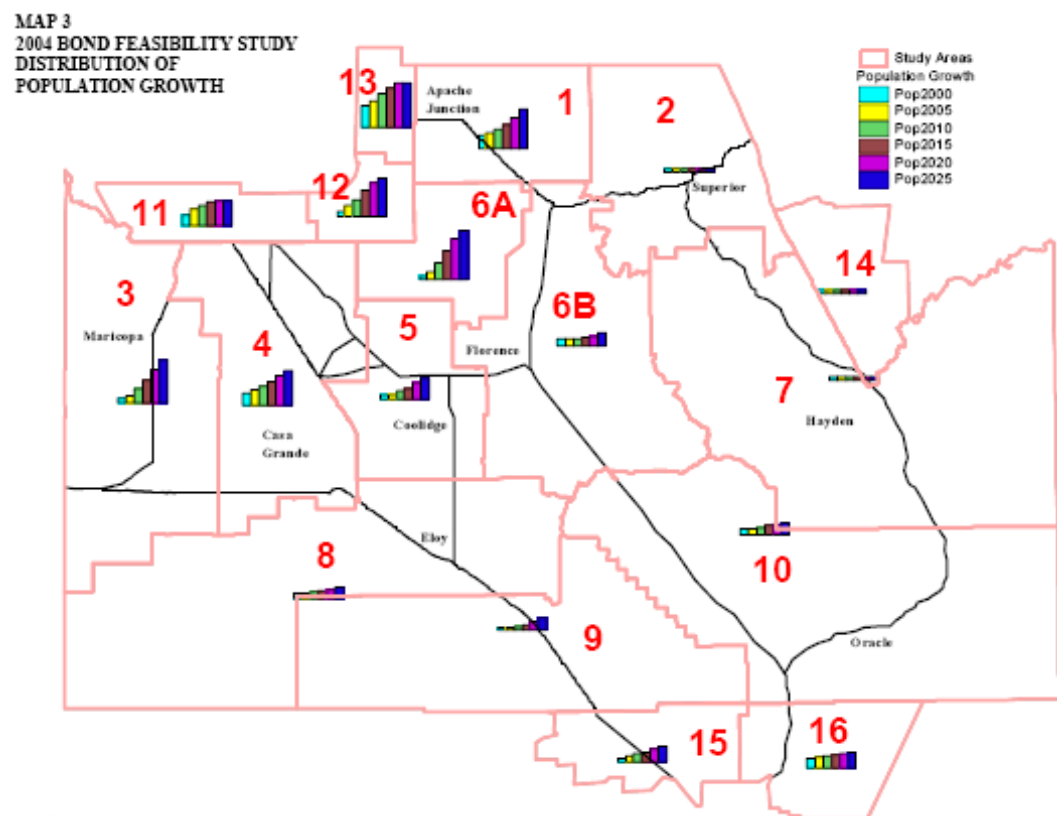 MAP 3
2004 BOND FEASIBILITY STUDY
DISTRIBUTION OF
POPULATION GROWTH
Study Areas
Population Growth
Pop2000
Pop2005
Pop2010
Pop2015
Pop2020
Pop2025
13
Apache
Junction
1
2
12
11
6A
Superior
14
3
Maricopa
4
5
6B
Florence
7
Hayden
Casa
Grande
Coolidge
Eloy
8
10
9
Oracle
15
16